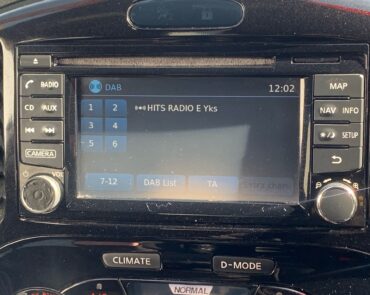 DAB 12:02
RADIO
MAP
1 2 HITS RADIO E Yks
CD AUX
NAV INFO
3 4
SETUP
CAMERA
5 6
VOL
7-12 DAB List TA
CLIMATE D-MODE
NORMAL